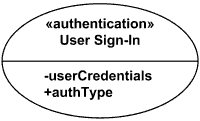 «authentication»
User Sign-In
-userCredentials
+authType